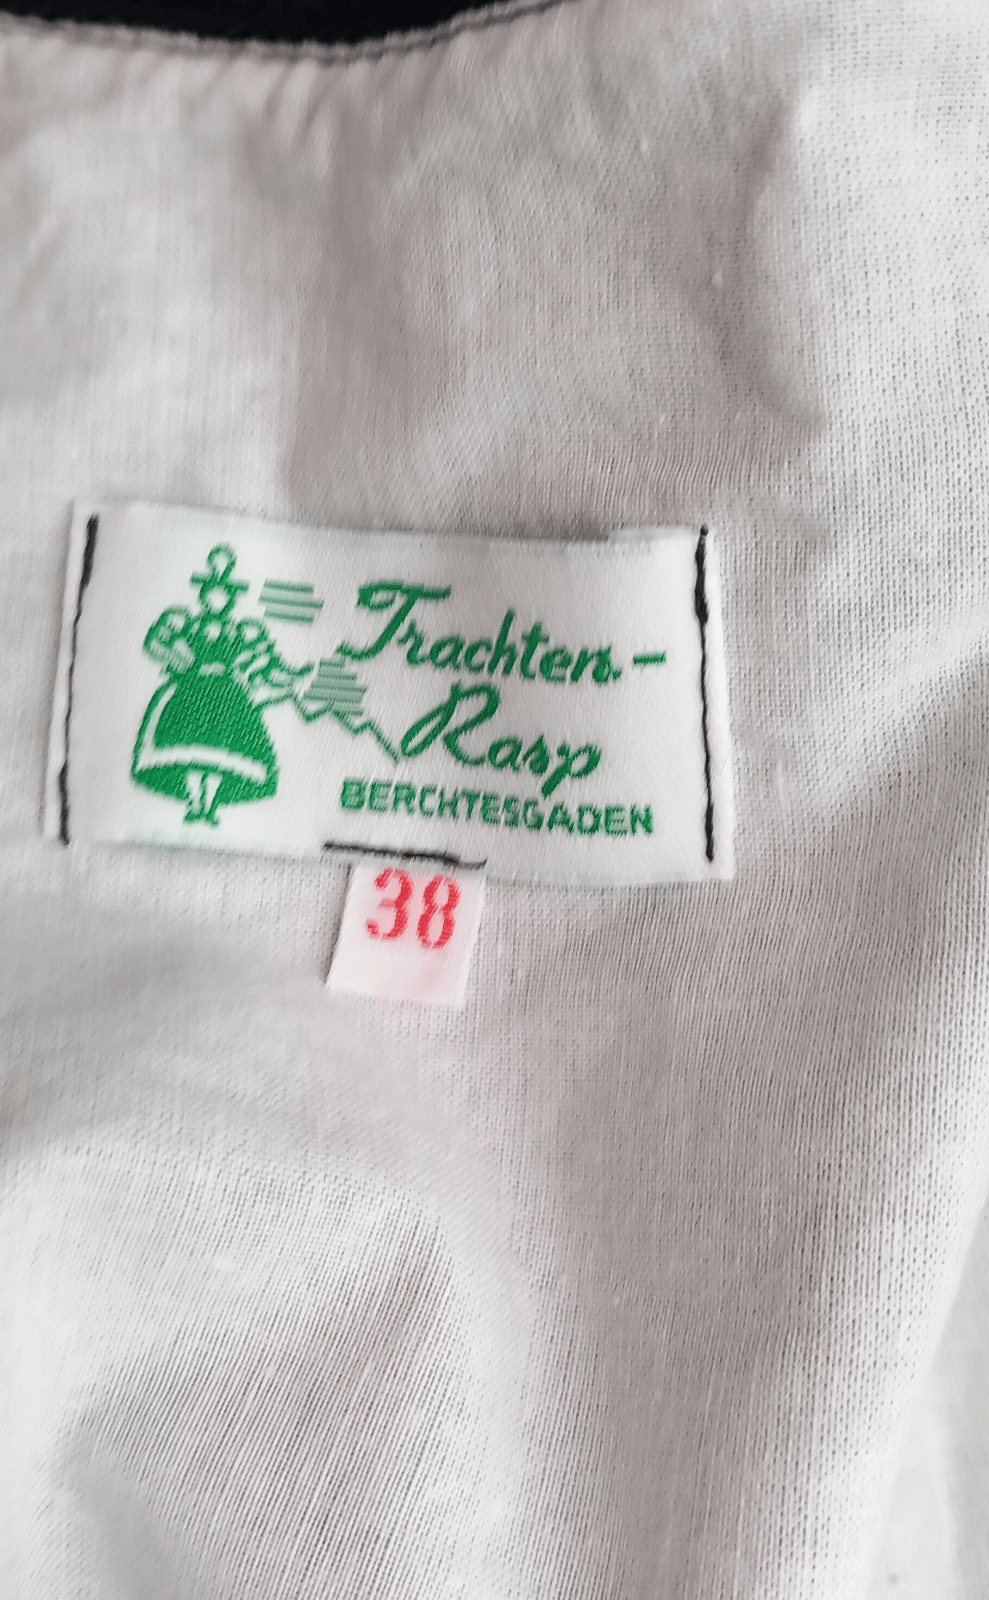 Trachten-
Rasp
BERCHTESGADEN
38